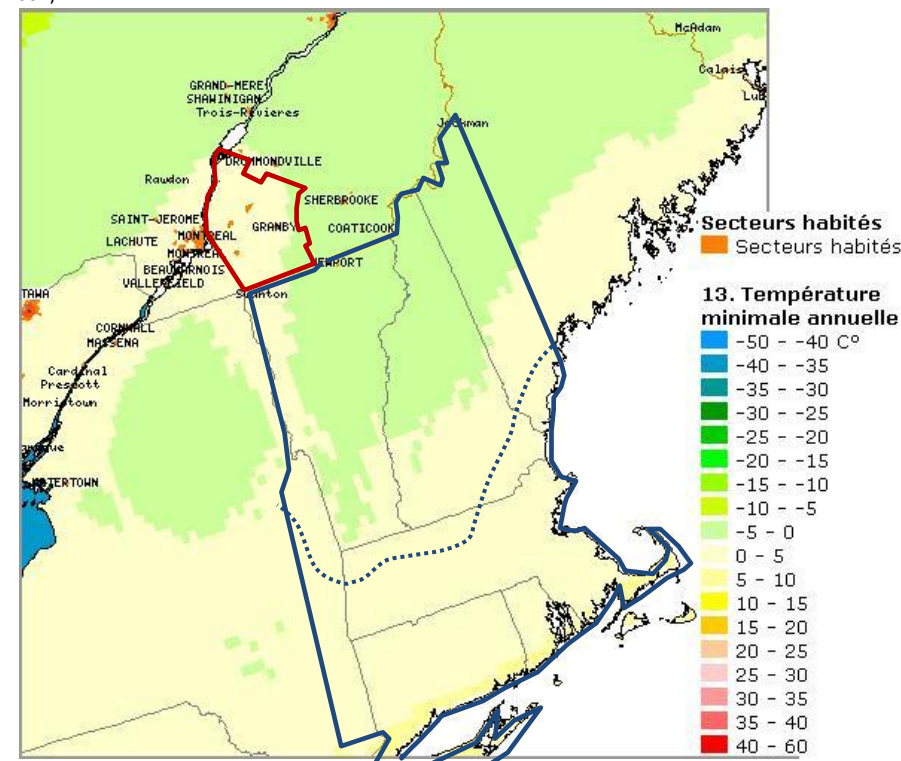 McAdam
Calais
Lu
GRAND-MERE
SHAWINIGAN
Trois-Rivieres
DRUMMONDVILLE
Rawdon
SHERBROOKE
SAINT-JEROME
GRANBY
COATICOOK
MONTREAL
LACHUTE
NEWPORT
BEAUHARNOIS
VALLEYFIELD
TAWA
Swanton
CORNWALL
MASSENA
Cardinal
Prescott
Morristown
WATERTOWN
Secteurs habités
Secteurs habités
13. Température
minimale annuelle
-50 - -40 Cº
-40 - -35
-35 - -30
-30 - -25
-25 - -20
-20 - -15
-15 - -10
-10 - -5
-5 - 0
0 - 5
5 - 10
10 - 15
15 - 20
20 - 25
25 - 30
30 - 35
35 - 40
40 - 60